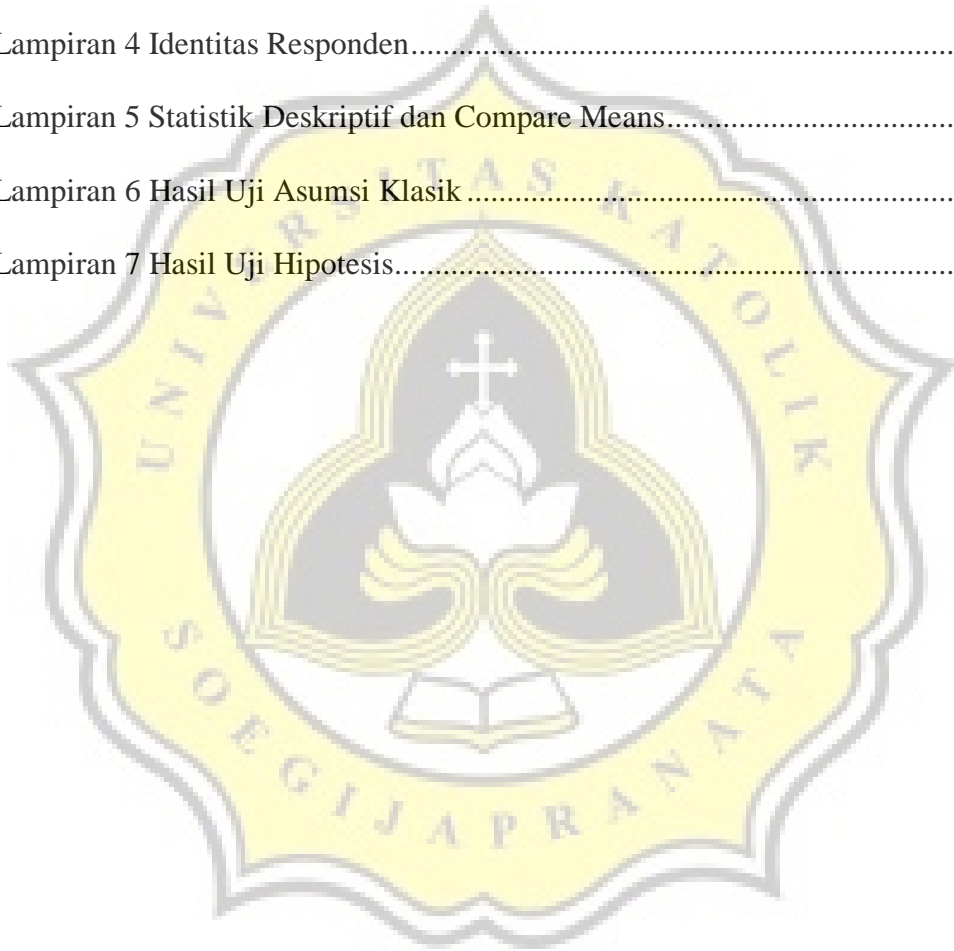 Lampiran 4 Identitas Responden........................................................................
Lampiran 5 Statistik Deskriptif dan Compare Means......................................
Lampiran 6 Hasil Uji Asumsi Klasik.................................................................
Lampiran 7 Hasil Uji Hipotesis..........................................................................
UNIVERSITAS KATOLIK
SOEGIJAPRANATA